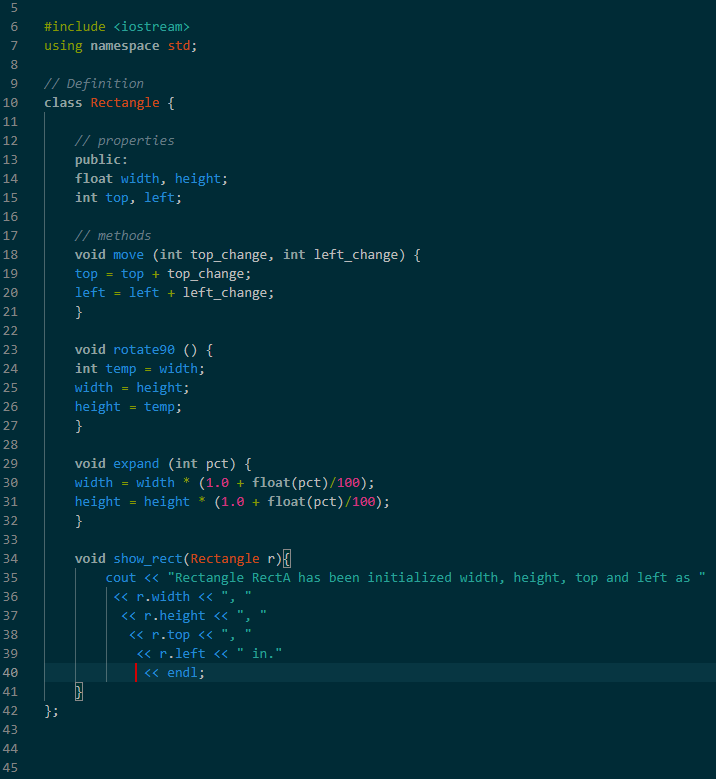 5
6 #include <iostream>
7 using namespace std;
8
9 // Definition
10 class Rectangle {
11
12 // properties
13 public:
14 float width, height;
15 int top, left;
16
17 // methods
18 void move (int top_change, int left_change) {
19 top = top + top_change;
20 left = left + left_change;
21 }
22
23 void rotate90 () {
24 int temp = width;
25 width = height;
26 height = temp;
27 }
28
29 void expand (int pct) {
30 width = width * (1.0 + float(pct)/100);
31 height = height * (1.0 + float(pct)/100);
32 }
33
34 void show_rect(Rectangle r){
35 cout << "Rectangle RectA has been initialized width, height, top and left as "
36 << r.width << ", "
37 << r.height << ", "
38 << r.top << ", "
39 << r.left << " in."
40 << endl;
41 }
42 };
43
44
45